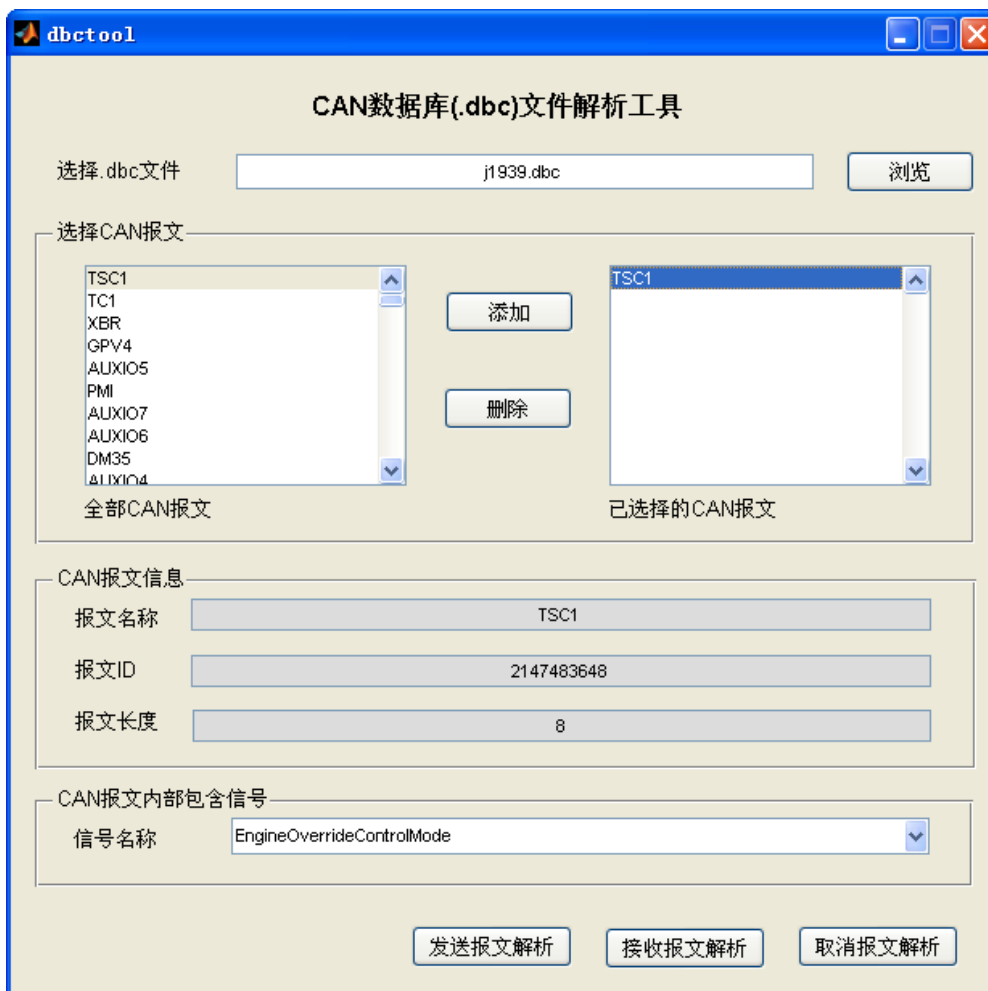 dbctool
CAN数据库(.dbc)文件解析工具
选择.dbc文件
j1939.dbc
浏览
选择CAN报文
TSC1
TC1
XBR
GPV4
AUXIO5
PMI
AUXIO7
AUXIO6
DM35
AUXIO4
全部CAN报文
添加
删除
TSC1
已选择的CAN报文
CAN报文信息
报文名称
TSC1
报文ID
2147483648
报文长度
8
CAN报文内部包含信号
信号名称
EngineOverrideControlMode
发送报文解析
接收报文解析
取消报文解析